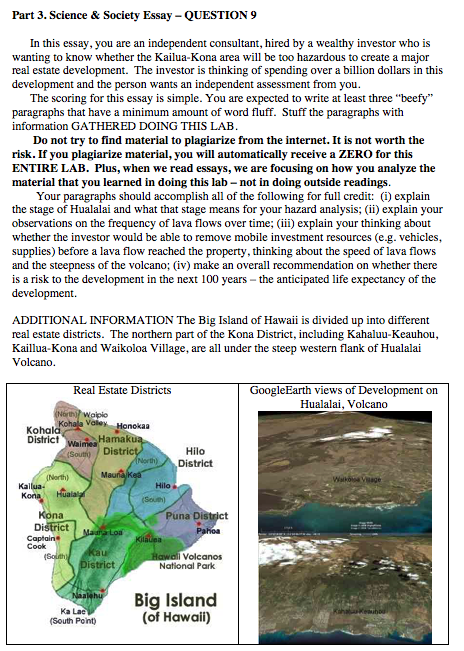 Part 3. Science & Society Essay – QUESTION 9
In this essay, you are an independent consultant, hired by a wealthy investor who is
wanting to know whether the Kailua-Kona area will be too hazardous to create a major
real estate development. The investor is thinking of spending over a billion dollars in this
development and the person wants an independent assessment from you.
The scoring for this essay is simple. You are expected to write at least three “beefy”
paragraphs that have a minimum amount of word fluff. Stuff the paragraphs with
information GATHERED DOING THIS LAB.
Do not try to find material to plagiarize from the internet. It is not worth the
risk. If you plagiarize material, you will automatically receive a ZERO for this
ENTIRE LAB. Plus, when we read essays, we are focusing on how you analyze the
material that you learned in doing this lab – not in doing outside readings.
Your paragraphs should accomplish all of the following for full credit: (i) explain
the stage of Hualalai and what that stage means for your hazard analysis; (ii) explain your
observations on the frequency of lava flows over time; (iii) explain your thinking about
whether the investor would be able to remove mobile investment resources (e.g. vehicles,
supplies) before a lava flow reached the property, thinking about the speed of lava flows
and the steepness of the volcano; (iv) make an overall recommendation on whether there
is a risk to the development in the next 100 years – the anticipated life expectancy of the
development.
ADDITIONAL INFORMATION The Big Island of Hawaii is divided up into different
real estate districts. The northern part of the Kona District, including Kahaluu-Keauhou,
Kaillua-Kona and Waikoloa Village, are all under the steep western flank of Hualalai
Volcano.
Real Estate Districts
GoogleEarth views of Development on
Hualalai, Volcano
(North)
Waipio
Kohala Valley
Honokaa
Kohala
District
Waimea
Hamakua
District
(South)
(North)
Hilo
District
Mauna Kea
(North)
Kailua-
Kona
Hualalai
Hilo
(South)
Kona
District
Puna District
Pahoa
Mauna Loa
Kilauea
Captain
Cook
(South)
Kau
District
Hawaii Volcanos
National Park
Naalehu
Ka Lae
(South Point)
Big Island
(of Hawaii)
Waikoloa Village
Kahaluu-Keauhou